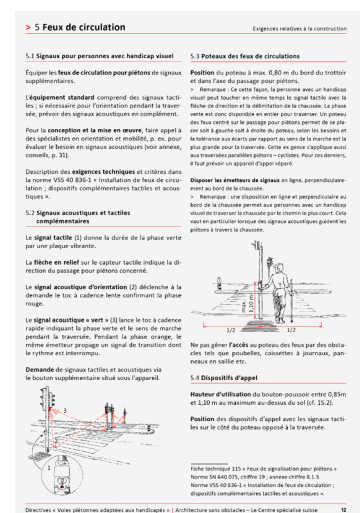 > 5 Feux de circulation
Exigences relatives à la construction
5.1 Signaux pour personnes avec handicap visuel
Équiper les feux de circulation pour piétons de signaux
supplémentaires.
L'équipement standard comprend des signaux tacti-
les ; si nécessaire pour l'orientation pendant la traver-
sée, prévoir des signaux acoustiques en complément.
Pour la conception et la mise en œuvre, faire appel à
des spécialistes en orientation et mobilité, p. ex. pour
évaluer le besoin en signaux acoustiques (voir annexe,
conseils, p. 31).
Description des exigences techniques et critères dans
la norme VSS 40 836-1 « Installation de feux de circu-
lation ; dispositifs complémentaires tactiles et acous-
tiques ».
5.2 Signaux acoustiques et tactiles
complémentaires
Le signal tactile (1) donne la durée de la phase verte
par une plaque vibrante.
La flèche en relief sur le capteur tactile indique la di-
rection du passage pour piétons concerné.
Le signal acoustique d'orientation (2) déclenche à la
demande le toc à cadence lente confirmant la phase
rouge.
Le signal acoustique « vert » (3) lance le toc à cadence
rapide indiquant la phase verte et le sens de marche
pendant la traversée. Pendant la phase orange, le
même émetteur propage un signal de transition dont
le rythme est interrompu.
Demande de signaux tactiles et acoustiques via
le bouton supplémentaire situé sous l'appareil.
3
1
5.3 Poteaux des feux de circulations
Position du poteau à max. 0,80 m du bord du trottoir
et dans l'axe du passage pour piétons.
> Remarque : Ce cette façon, la personne avec un handicap
visuel peut toucher en même temps le signal tactile avec la
flèche de direction et la délimitation de la chaussée. La phase
verte est donc disponible en entier pour traverser. Un poteau
des feux centré sur le passage pour piétons permet de se pla-
cer soit à gauche soit à droite du poteau, selon les besoins et
la tolérance aux écarts par rapport au sens de la marche est la
plus grande pour la traversée. Cette exigence s'applique aussi
aux traversées parallèles piétons – cyclistes. Pour ces derniers,
il faut prévoir un appareil d'appel séparé.
Disposer les émetteurs de signaux en ligne, perpendiculaire-
ment au bord de la chaussée.
> Remarque : une disposition en ligne et perpendiculaire au
bord de la chaussée permet aux personnes avec un handicap
visuel de traverser la chaussée par le chemin le plus court. Cela
vaut en particulier lorsque des signaux acoustiques guident les
piétons à travers la chaussée.
1.10 m
1/2
1/2
Ne pas gêner l'accès au poteau des feux par des obsta-
cles tels que poubelles, caissettes à journaux, pan-
neaux en saillie etc.
5.4 Dispositifs d'appel
Hauteur d'utilisation du bouton-poussoir entre 0,85m
et 1,10 m au maximum au-dessus du sol (cf. 15.2).
Position des dispositifs d'appel avec les signaux tacti-
les sur le côté du poteau opposé à la traversée.
Fiche technique 115 « Feux de signalisation pour piétons »
Norme SN 640 075, chiffre 19 ; annexe chiffre 8.1.5
Norme VSS 40 836-1 « Installation de feux de circulation ;
dispositifs complémentaires tactiles et acoustiques ».
Directives « Voies piétonnes adaptées aux handicapés » | Architecture sans obstacles – Le Centre spécialisé suisse
12